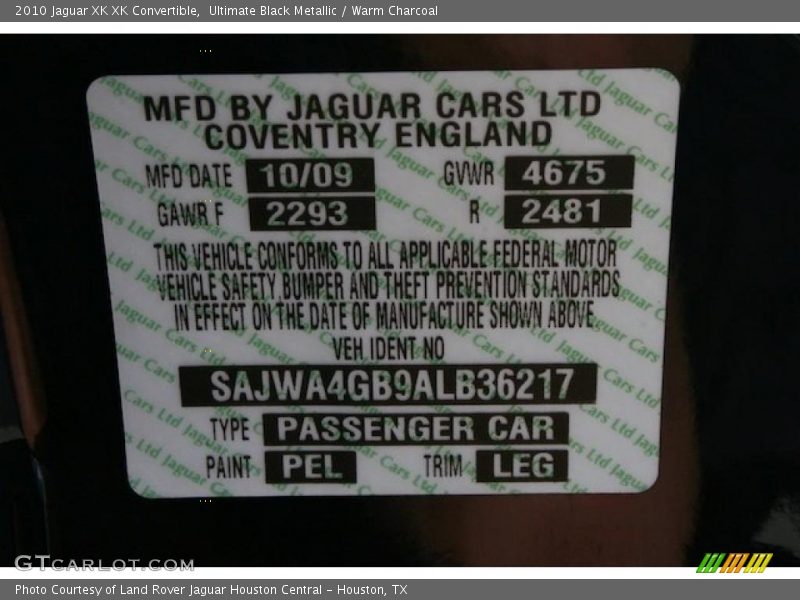 2010 Jaguar XK XK Convertible,  Ultimate Black Metallic / Warm Charcoal
MFD BY JAGUAR CARS LTD
COVENTRY ENGLAND
MFD DATE 10/09 GVWR 4675
GAWR F 2293 R 2481
THIS VEHICLE CONFORMS TO ALL APPLICABLE FEDERAL MOTOR
VEHICLE SAFETY BUMPER AND THEFT PREVENTION STANDARDS
IN EFFECT ON THE DATE OF MANUFACTURE SHOWN ABOVE
VEH IDENT NO
SAJWA4GB9ALB36217
TYPE PASSENGER CAR
PAINT PEL TRIM LEG
GTCARLOT.COM
Photo Courtesy of Land Rover Jaguar Houston Central – Houston, TX